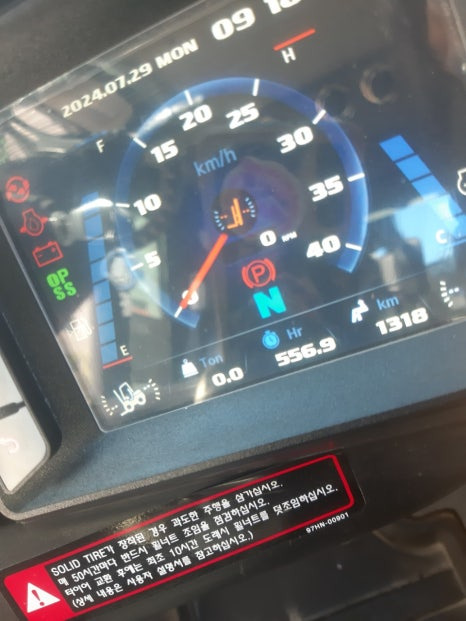 2024.07.29 MON 09
H
F
20
25
15
30
km/h
10
35
5
0 RPM
40
0
OPSS
P
N
C
E
Ton
0.0
Hr
556.9
km
1318
SOLID TIRE가 장착된 경우 과도한 주행을 삼가십시오.
매 50시간마다 반드시 휠너트 조임을 점검하십시오.
타이어 교환 후에는 최초 10시간 도래시 휠너트를 덧조임하십시오.
(상세 내용은 사용자 설명서를 참고하십시오.)
97HN-00901